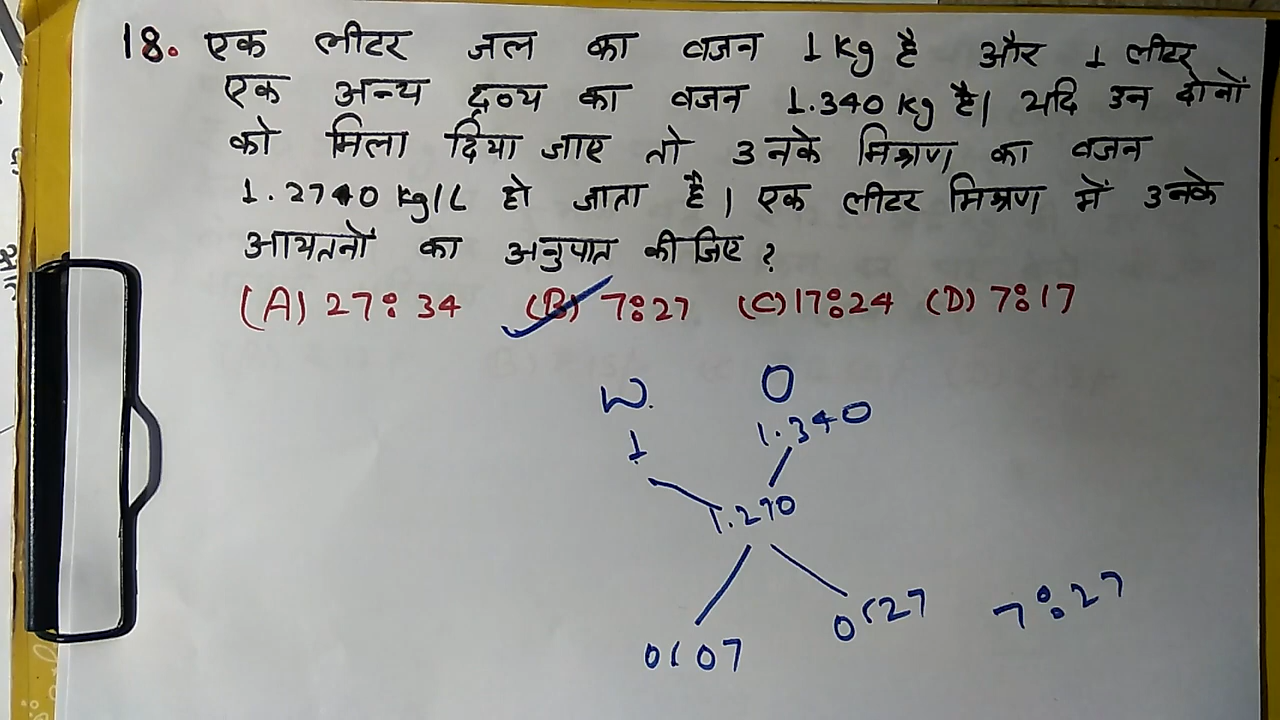 18. एक लीटर जल का वजन 1 Kg है और 1 लीटर
एक अन्य द्रव्य का वजन 1.340 kg है। यदि उन दोनों
को मिला दिया जाए तो उनके मिश्रण का वजन
1.2740 kg/L हो जाता है। एक लीटर मिश्रण में उनके
आयतनों का अनुपात कीजिए ?
(A) 27:34 (B) 7:27 (C) 17:24 (D) 7:17
W. O
1 1.340
1.270
0.07 0.27 7:27